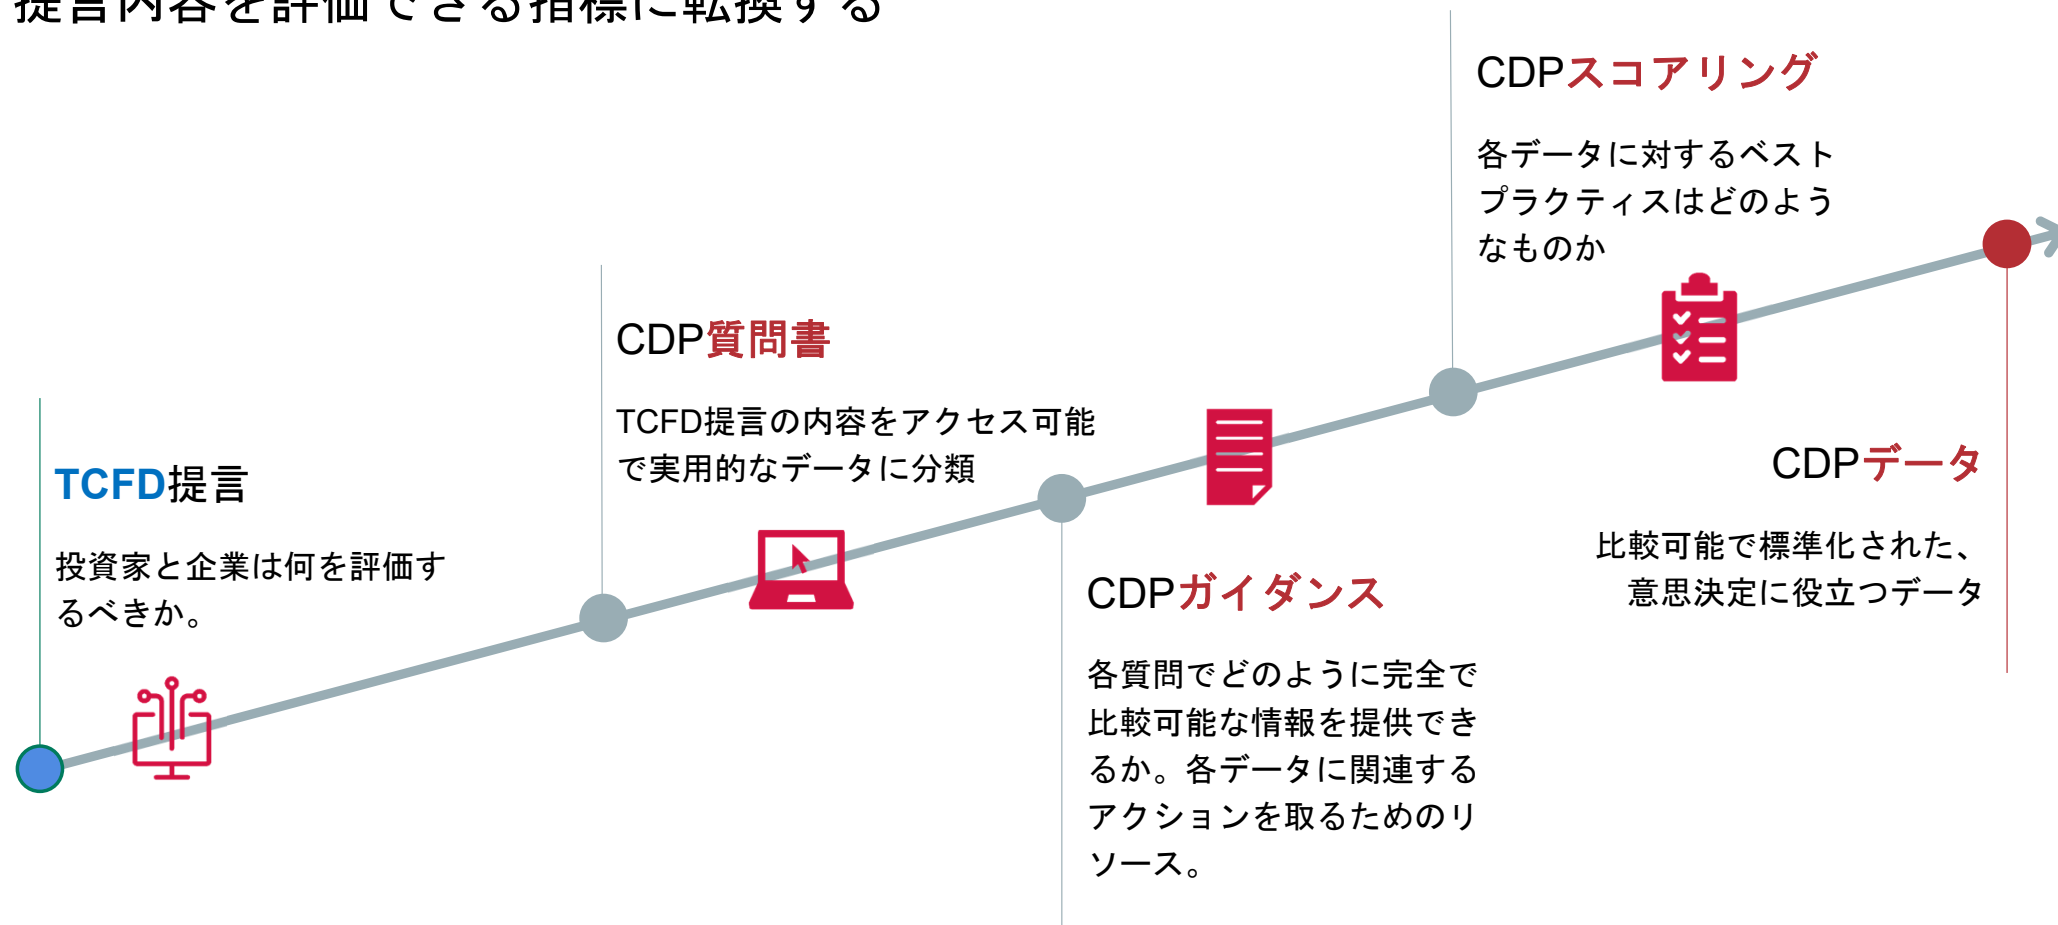 提言内容を評価できる指標に転換する
TCFD提言
投資家と企業は何を評価す
るべきか。
CDP質問書
TCFD提言の内容をアクセス可能
で実用的なデータに分類
CDPガイダンス
各質問でどのように完全で
比較可能な情報を提供でき
るか。各データに関連する
アクションを取るためのリ
ソース。
CDPスコアリング
各データに対するベスト
プラクティスはどのよう
なものか
CDPデータ
比較可能で標準化された、
意思決定に役立つデータ